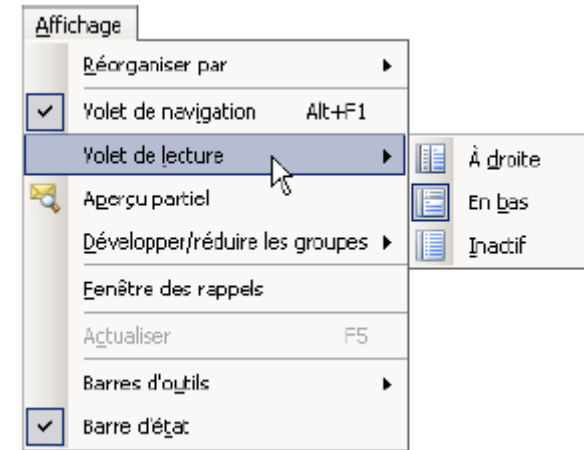 Affichage
Réorganiser par
Volet de navigation Alt+F1
Volet de lecture
À droite
Aperçu partiel
En bas
Développer/réduire les groupes
Inactif
Fenêtre des rappels
Actualiser F5
Barres d'outils
Barre d'état